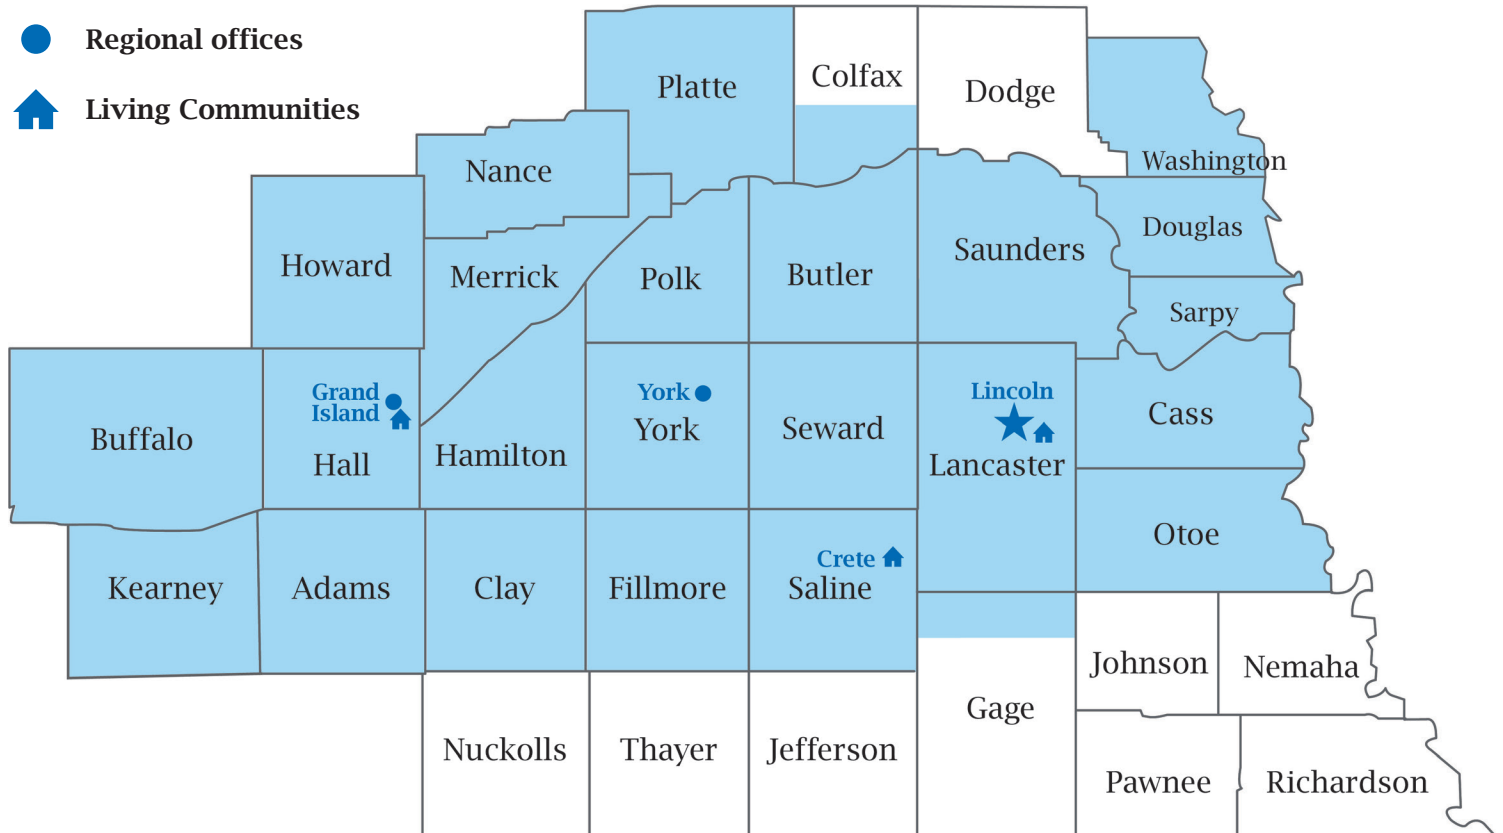 Regional offices
Living Communities
Platte
Colfax
Dodge
Washington
Nance
Howard
Merrick
Polk
Butler
Saunders
Douglas
Sarpy
Buffalo
Grand
Island
Hall
Hamilton
York
York
Seward
Lincoln
Lancaster
Cass
Otoe
Kearney
Adams
Clay
Fillmore
Crete
Saline
Nuckolls
Thayer
Jefferson
Gage
Johnson
Nemaha
Pawnee
Richardson